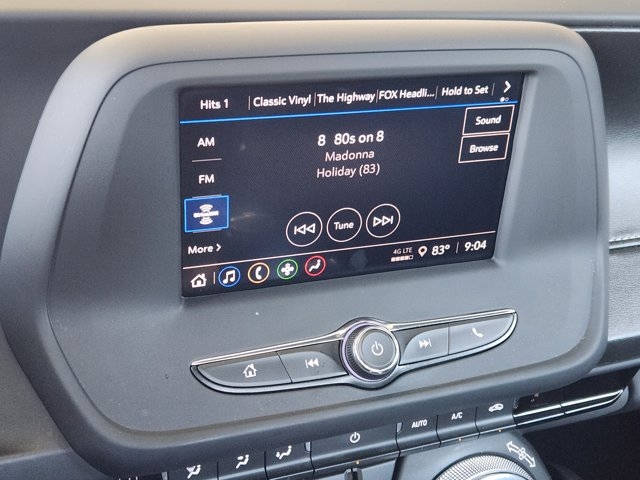 Hits 1 Classic Vinyl The Highway FOX Headli... Hold to Set
AM
8 80s on 8
Madonna
Holiday (83)
Sound
Browse
FM
SiriusXM
Tune
More
4G LTE 83° 9:04
AUTO A/C